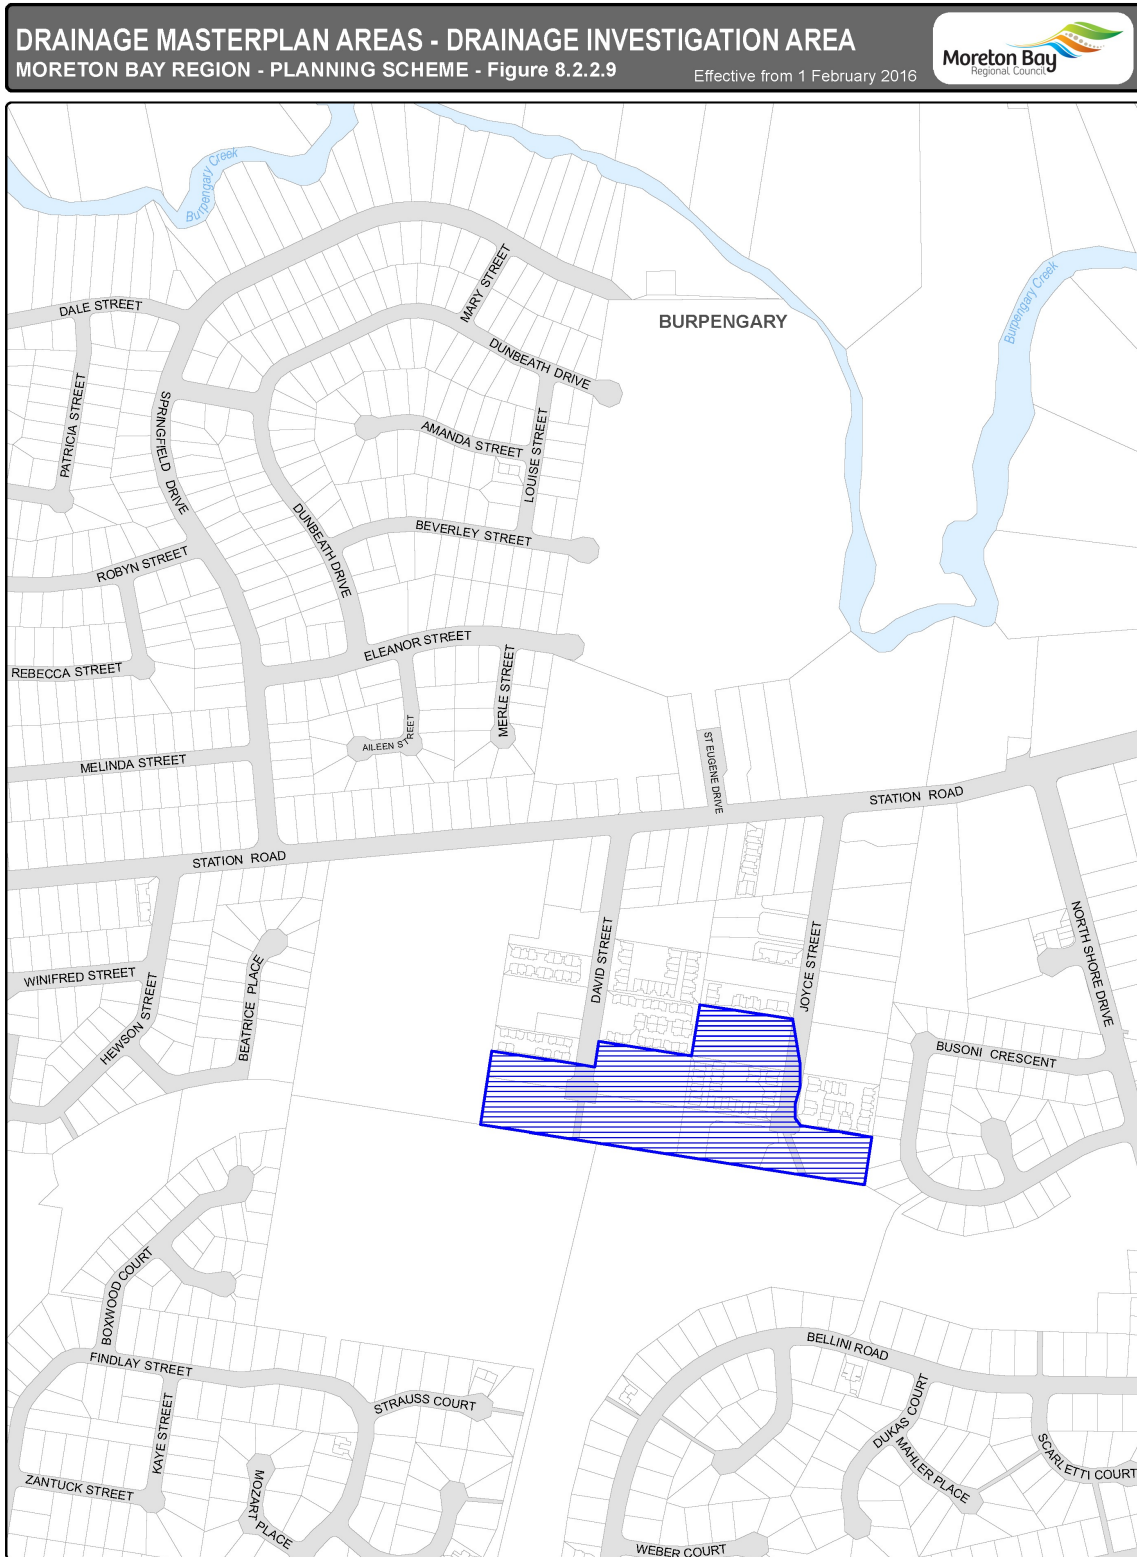 DRAINAGE MASTERPLAN AREAS - DRAINAGE INVESTIGATION AREA
MORETON BAY REGION - PLANNING SCHEME - Figure 8.2.2.9
Effective from 1 February 2016
Moreton Bay
Regional Council
Burpengary Creek
MARY STREET
DALE STREET
BURPENGARY
Burpengary Creek
DUNBEATH DRIVE
PATRICIA STREET
SPRINGFIELD DRIVE
AMANDA STREET
LOUISE STREET
DUNBEATH DRIVE
BEVERLEY STREET
ROBYN STREET
ELEANOR STREET
REBECCA STREET
MERLE STREET
AILEEN STREET
MELINDA STREET
ST EUGENE DRIVE
STATION ROAD
STATION ROAD
DAVID STREET
JOYCE STREET
NORTH SHORE DRIVE
WINIFRED STREET
BEATRICE PLACE
HEWSON STREET
BUSONI CRESCENT
BOXWOOD COURT
BELLINI ROAD
FINDLAY STREET
STRAUSS COURT
KAYE STREET
DUKAS COURT
MAHLER PLACE
SCARLETTI COURT
ZANTUCK STREET
MOZART PLACE
WEBER COURT